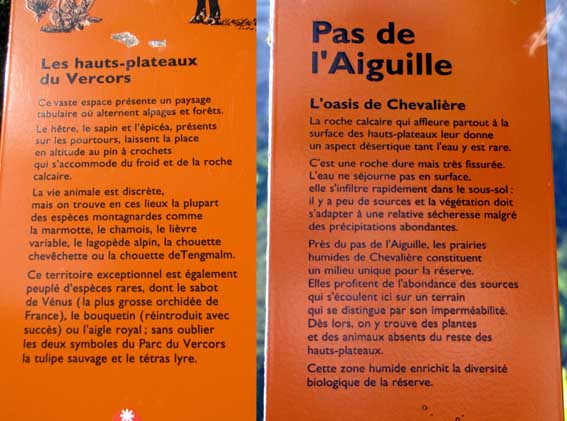 Les hauts-plateaux
du Vercors
Ce vaste espace présente un paysage
tabulaire où alternent alpages et forêts.
Le hêtre, le sapin et l'épicéa, présents
sur les pourtours, laissent la place
en altitude au pin à crochets
qui s'accommode du froid et de la roche
calcaire.
La vie animale est discrète,
mais on trouve en ces lieux la plupart
des espèces montagnardes comme
la marmotte, le chamois, le lièvre
variable, le lagopède alpin, la chouette
chevêchette ou la chouette deTengmalm.
Ce territoire exceptionnel est également
peuplé d'espèces rares, dont le sabot
de Vénus (la plus grosse orchidée de
France), le bouquetin (réintroduit avec
succès) ou l'aigle royal ; sans oublier
les deux symboles du Parc du Vercors
la tulipe sauvage et le tétras lyre.
Pas de
l'Aiguille
L'oasis de Chevalière
La roche calcaire qui affleure partout à la
surface des hauts-plateaux leur donne
un aspect désertique tant l'eau y est rare.
C'est une roche dure mais très fissurée.
L'eau ne séjourne pas en surface,
elle s'infiltre rapidement dans le sous-sol :
il y a peu de sources et la végétation doit
s'adapter à une relative sécheresse malgré
des précipitations abondantes.
Près du pas de l'Aiguille, les prairies
humides de Chevalière constituent
un milieu unique pour la réserve.
Elles profitent de l'abondance des sources
qui s'écoulent ici sur un terrain
qui se distingue par son imperméabilité.
Dès lors, on y trouve des plantes
et des animaux absents du reste des
hauts-plateaux.
Cette zone humide enrichit la diversité
biologique de la réserve.